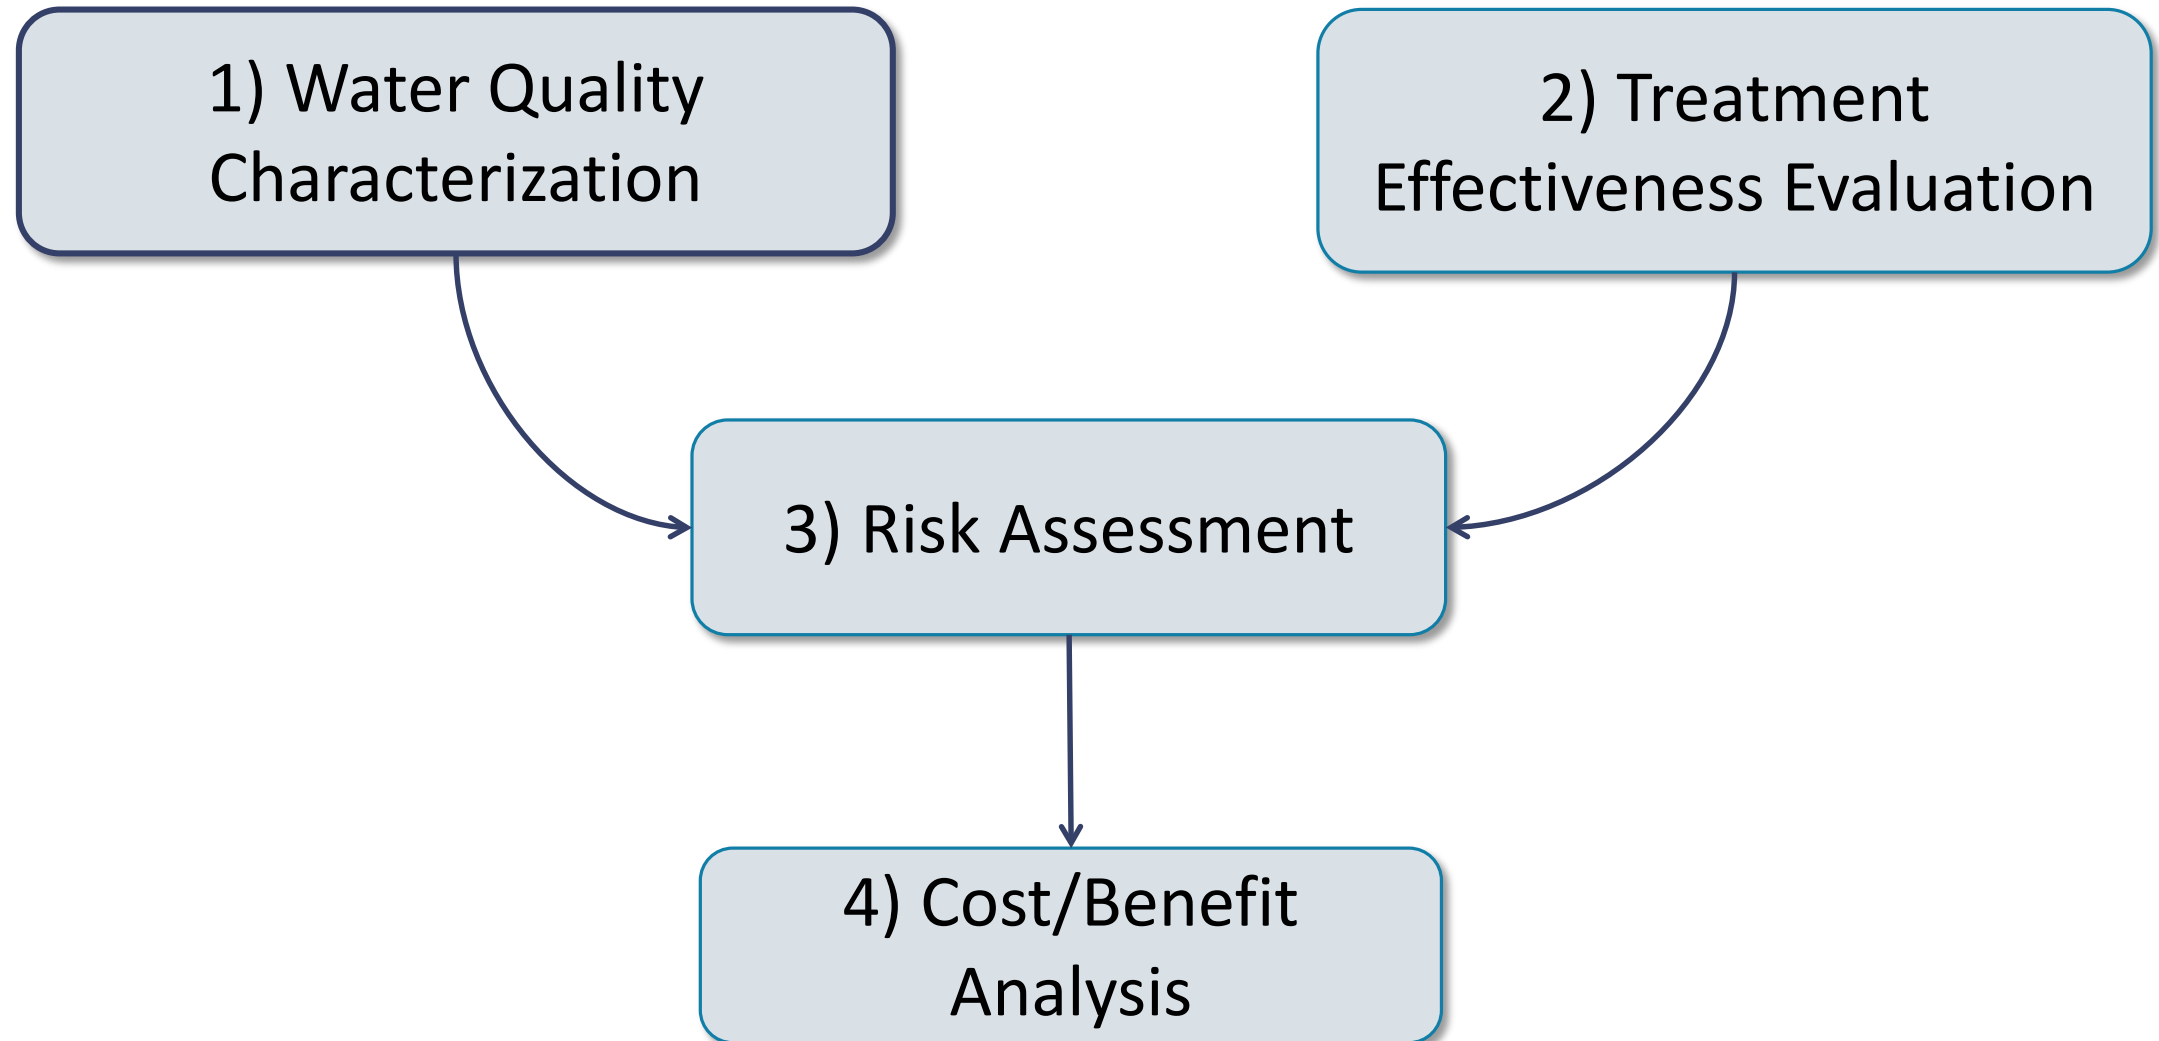 1) Water Quality
Characterization
2) Treatment
Effectiveness Evaluation
3) Risk Assessment
4) Cost/Benefit
Analysis